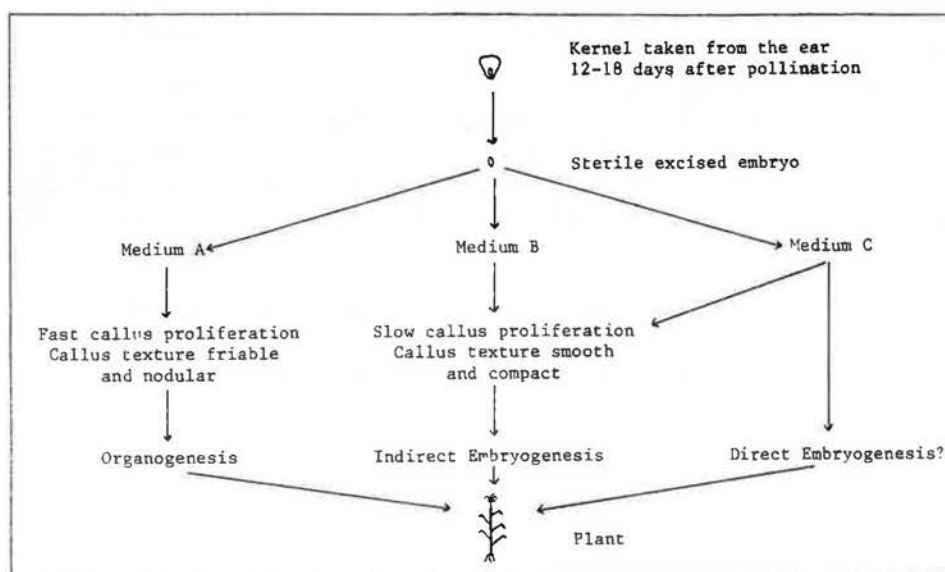 Kernel taken from the ear
12-18 days after pollination
Sterile excised embryo
Medium A
Medium B
Medium C
Fast callus proliferation
Callus texture friable
and nodular
Slow callus proliferation
Callus texture smooth
and compact
Organogenesis
Indirect Embryogenesis
Direct Embryogenesis?
Plant